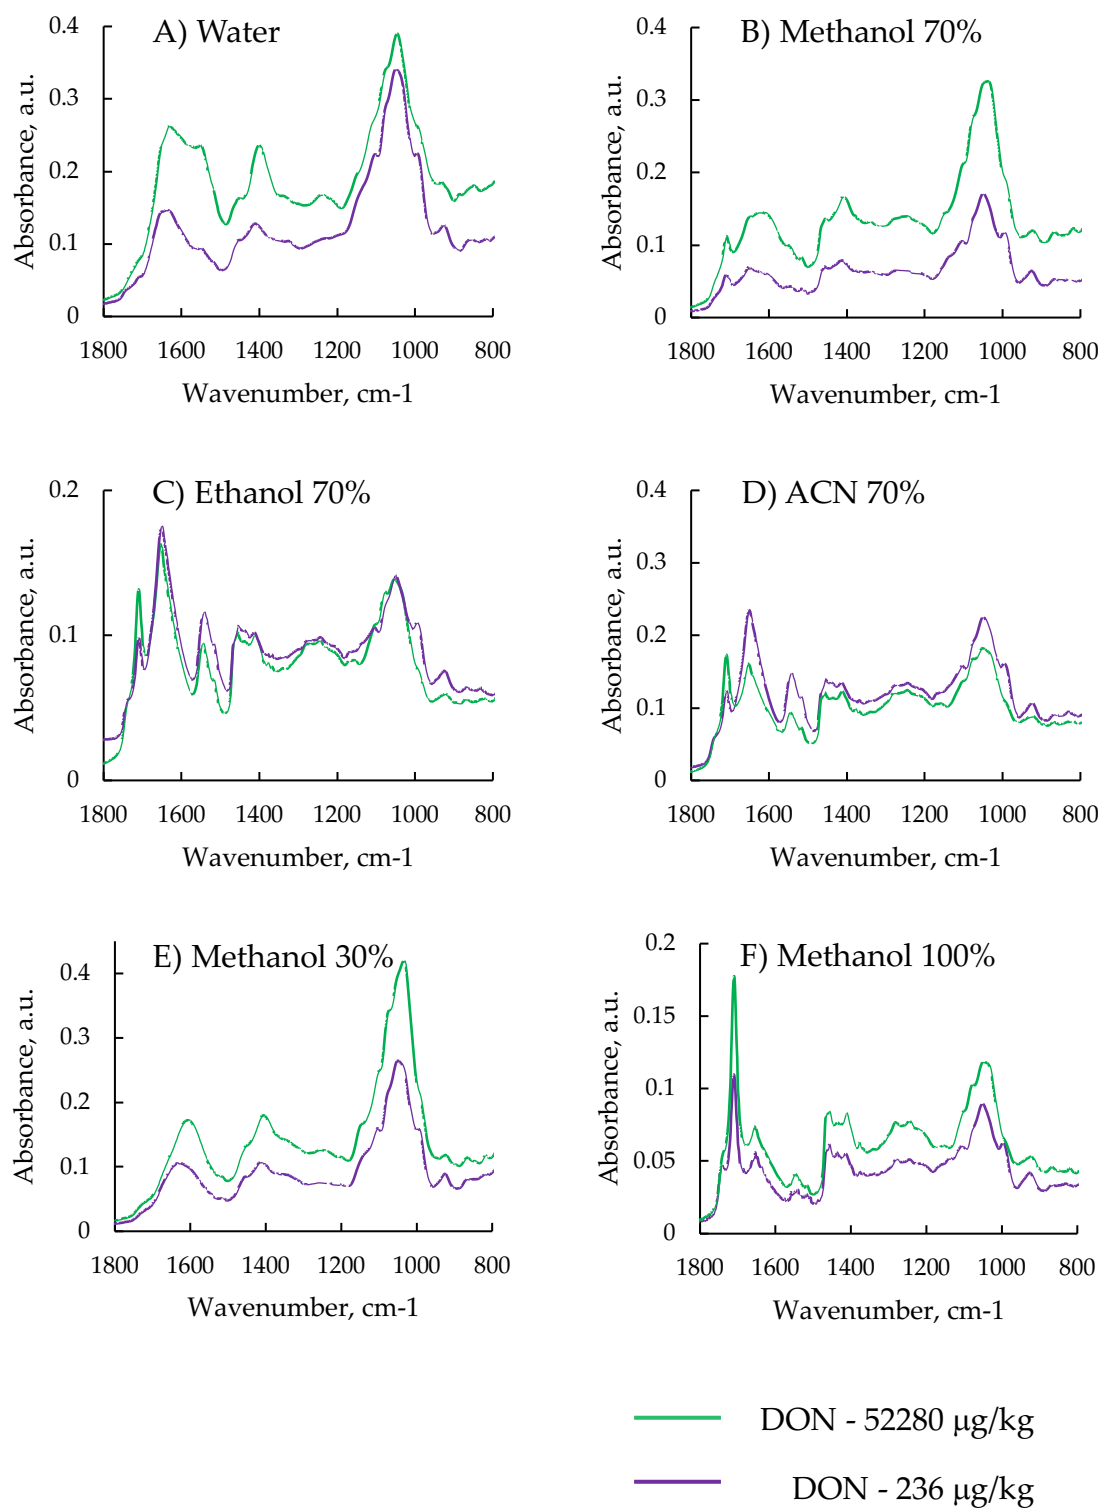 A) Water
0.4
0.3
0.2
0.1
0
Absorbance, a.u.
1800 1600 1400 1200 1000 800
Wavenumber, cm-1
B) Methanol 70%
0.4
0.3
0.2
0.1
0
Absorbance, a.u.
1800 1600 1400 1200 1000 800
Wavenumber, cm-1
C) Ethanol 70%
0.2
0.1
0
Absorbance, a.u.
1800 1600 1400 1200 1000 800
Wavenumber, cm-1
D) ACN 70%
0.4
0.3
0.2
0.1
0
Absorbance, a.u.
1800 1600 1400 1200 1000 800
Wavenumber, cm-1
E) Methanol 30%
0.4
0.3
0.2
0.1
0
Absorbance, a.u.
1800 1600 1400 1200 1000 800
Wavenumber, cm-1
F) Methanol 100%
0.2
0.15
0.1
0.05
0
Absorbance, a.u.
1800 1600 1400 1200 1000 800
Wavenumber, cm-1
DON - 52280 µg/kg
DON - 236 µg/kg